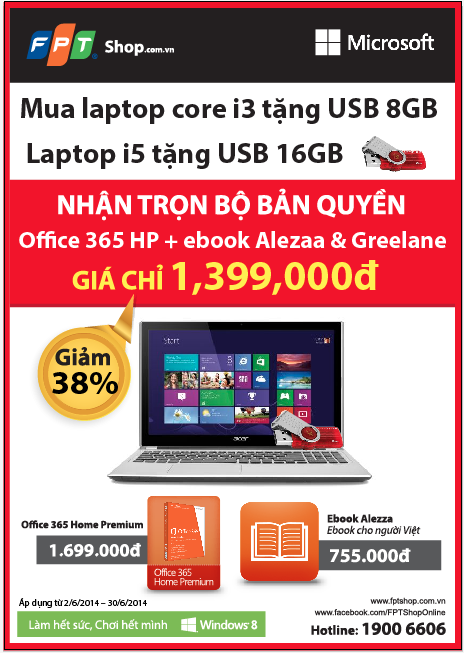 FPT. Shop.com.vn
Microsoft
Mua laptop core i3 tặng USB 8GB
Laptop i5 tặng USB 16GB
NHẬN TRỌN BỘ BẢN QUYỀN
Office 365 HP + ebook Alezaa & Greelane
GIÁ CHỈ 1,399,000đ
Giảm
38%
Start
acer
Office 365 Home Premium
1.699.000đ
Office 365
Home Premium
Ebook Alezza
Ebook cho người Việt
755.000đ
Áp dụng từ 2/6/2014 – 30/6/2014
Làm hết sức, Chơi hết mình
Windows 8
www.fptshop.com.vn
www.facebook.com/FPTShopOnline
Hotline: 1900 6606